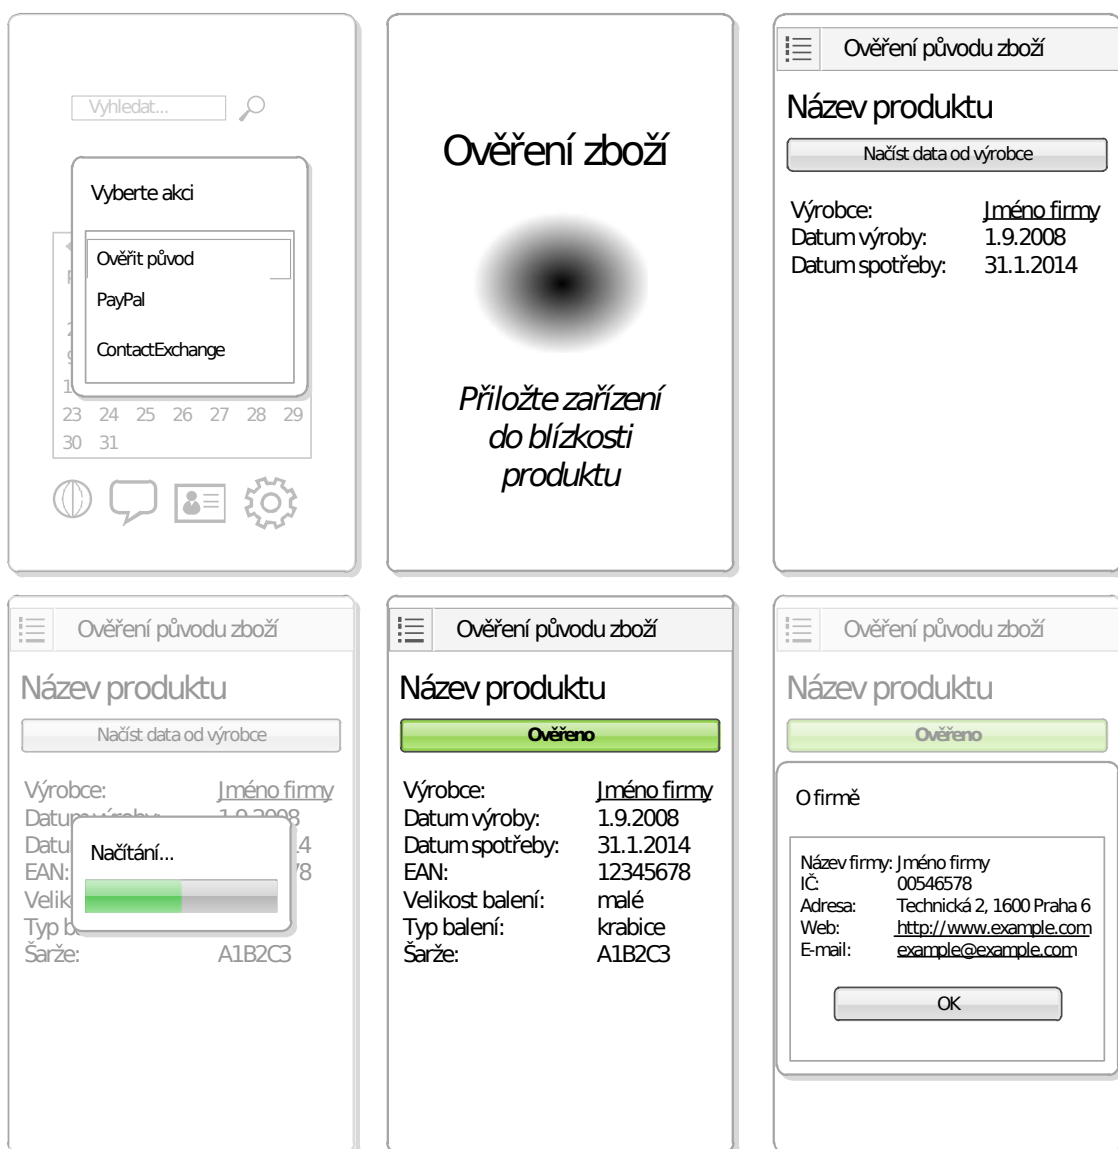 Vyhledat...
Vyberte akci
Ověřit původ
PayPal
ContactExchange
23 24 25 26 27 28 29
30 31
Ověření zboží
Přiložte zařízení
do blízkosti
produktu
Ověření původu zboží
Název produktu
Načíst data od výrobce
Výrobce: Jméno firmy
Datum výroby: 1.9.2008
Datum spotřeby: 31.1.2014
Ověření původu zboží
Název produktu
Načíst data od výrobce
Výrobce: Jméno firmy
Načítání...
EAN:
Šarže: A1B2C3
Ověření původu zboží
Název produktu
Ověřeno
Výrobce: Jméno firmy
Datum výroby: 1.9.2008
Datum spotřeby: 31.1.2014
EAN: 12345678
Velikost balení: malé
Typ balení: krabice
Šarže: A1B2C3
Ověření původu zboží
Název produktu
Ověřeno
O firmě
Název firmy: Jméno firmy
IČ: 00546578
Adresa: Technická 2, 1600 Praha 6
Web: http://www.example.com
E-mail: example@example.com
OK